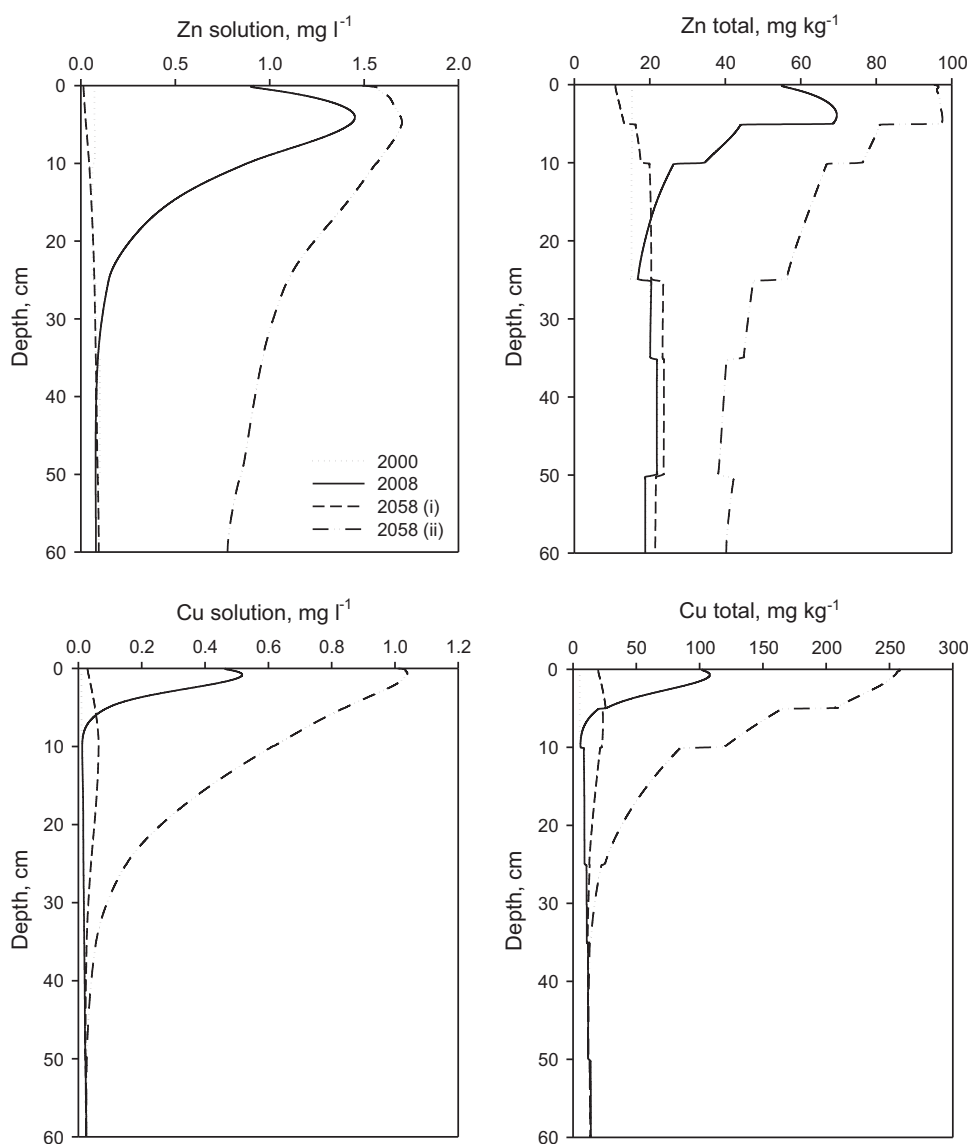 Zn solution, mg l-1
0.0 0.5 1.0 1.5 2.0
0
10
20
30
40
50
60
Depth, cm
2000
2008
2058 (i)
2058 (ii)
Zn total, mg kg-1
0 20 40 60 80 100
0
10
20
30
40
50
60
Depth, cm
Cu solution, mg l-1
0.0 0.2 0.4 0.6 0.8 1.0 1.2
0
10
20
30
40
50
60
Depth, cm
Cu total, mg kg-1
0 50 100 150 200 250 300
0
10
20
30
40
50
60
Depth, cm